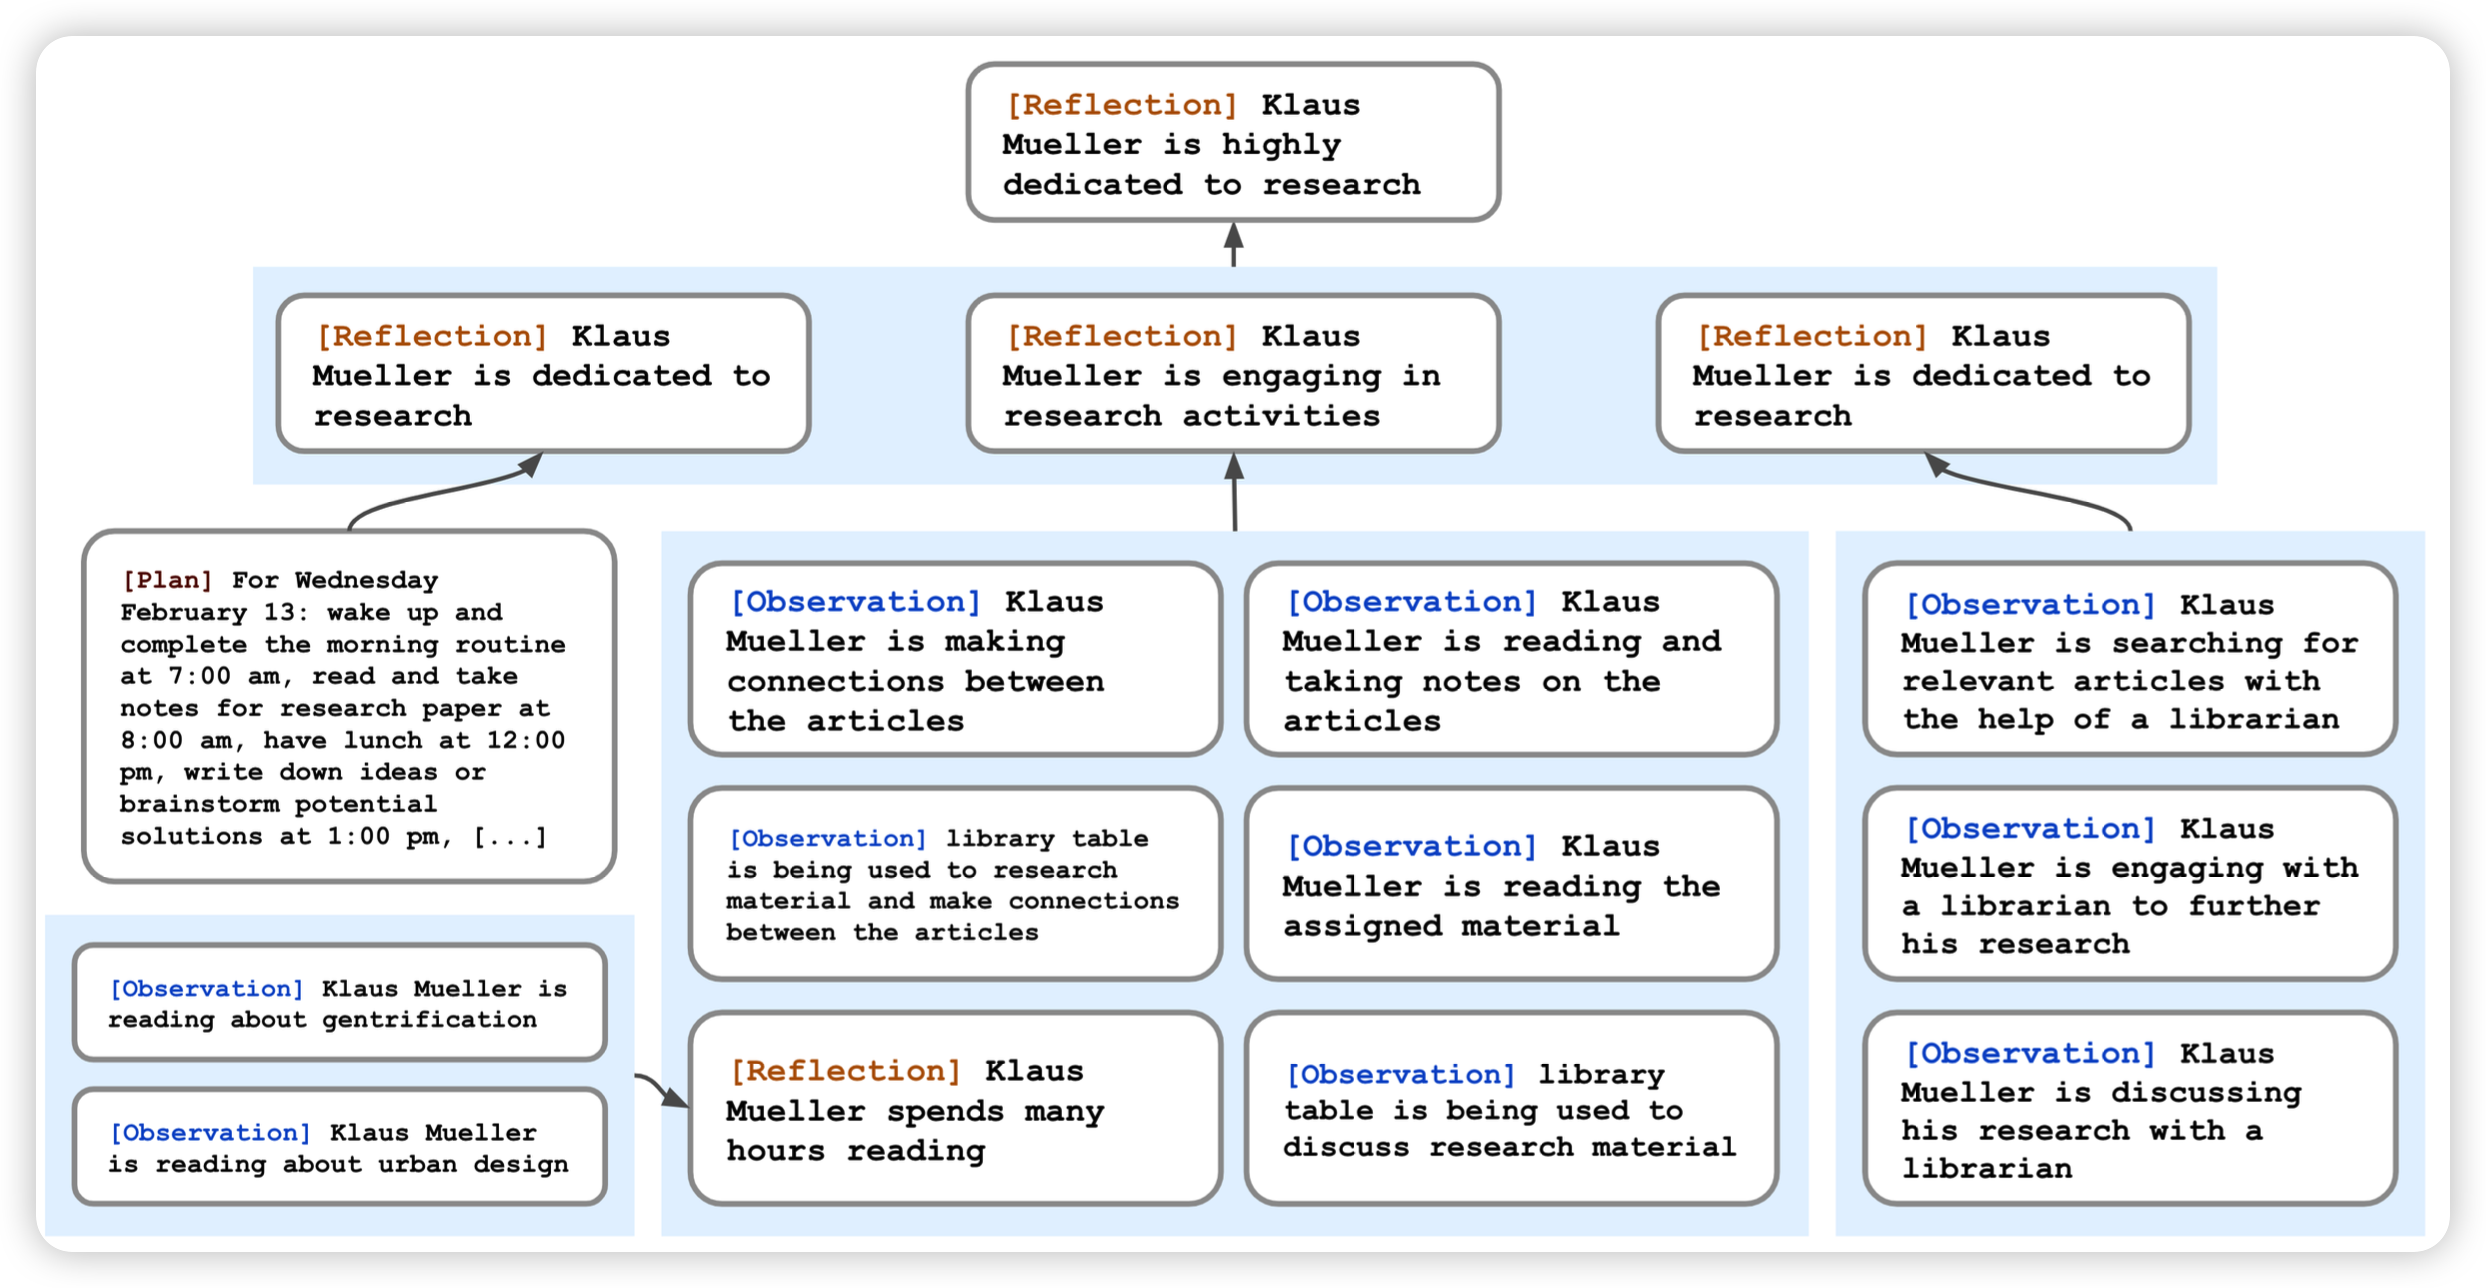 [Reflection] Klaus
Mueller is highly
dedicated to research
[Reflection] Klaus
Mueller is dedicated to
research
[Reflection] Klaus
Mueller is engaging in
research activities
[Reflection] Klaus
Mueller is dedicated to
research
[Plan] For Wednesday
February 13: wake up and
complete the morning routine
at 7:00 am, read and take
notes for research paper at
8:00 am, have lunch at 12:00
pm, write down ideas or
brainstorm potential
solutions at 1:00 pm, [...]
[Observation] Klaus Mueller is
reading about gentrification
[Observation] Klaus Mueller
is reading about urban design
[Observation] Klaus
Mueller is making
connections between
the articles
[Observation] Klaus
Mueller is reading and
taking notes on the
articles
[Observation] library table
is being used to research
material and make connections
between the articles
[Observation] Klaus
Mueller is reading the
assigned material
[Reflection] Klaus
Mueller spends many
hours reading
[Observation] library
table is being used to
discuss research material
[Observation] Klaus
Mueller is searching for
relevant articles with
the help of a librarian
[Observation] Klaus
Mueller is engaging with
a librarian to further
his research
[Observation] Klaus
Mueller is discussing
his research with a
librarian